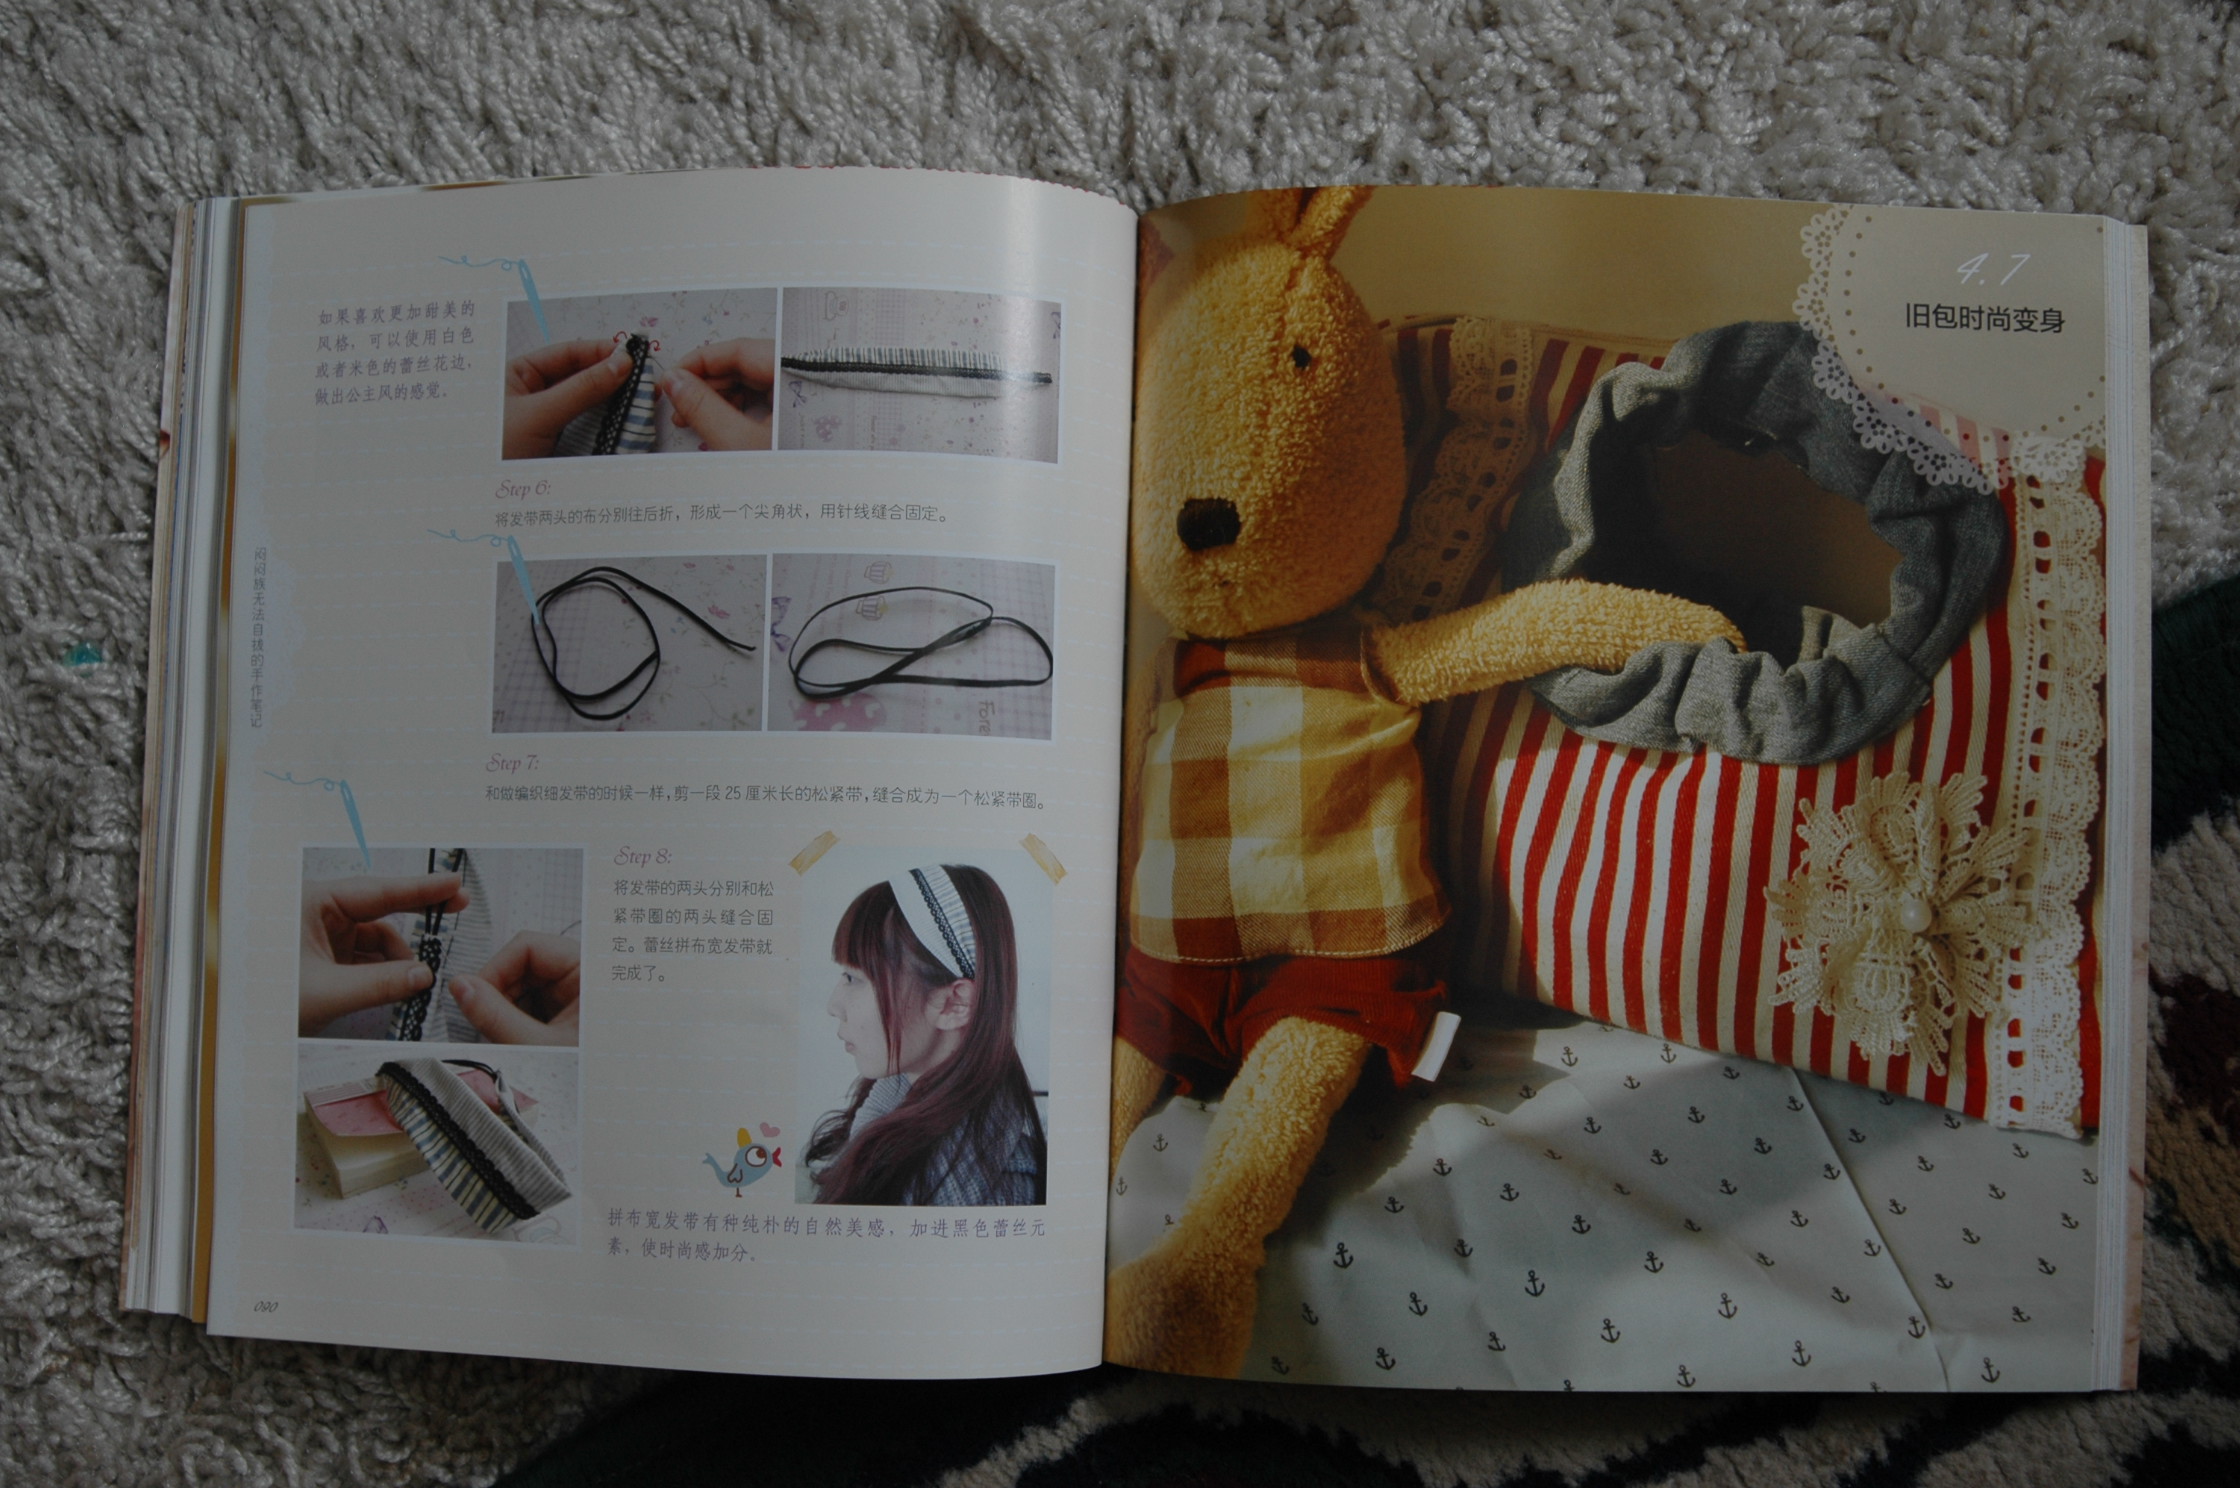 如果喜欢更加甜美的
风格，可以使用白色
或者米色的蕾丝花边，
做出公主风的感觉。
Step 6:
将发带两头的布分别往后折，形成一个尖角状，用针线缝合固定。
闷闷族无法自拔的手作笔记
Step 7:
和做编织细发带的时候一样，剪一段 25 厘米长的松紧带，缝合成为一个松紧带圈。
Step 8:
将发带的两头分别和松
紧带圈的两头缝合固
定。蕾丝拼布宽发带就
完成了。
拼布宽发带有种纯朴的自然美感，加进黑色蕾丝元
素，使时尚感加分。
090
4.7
旧包时尚变身